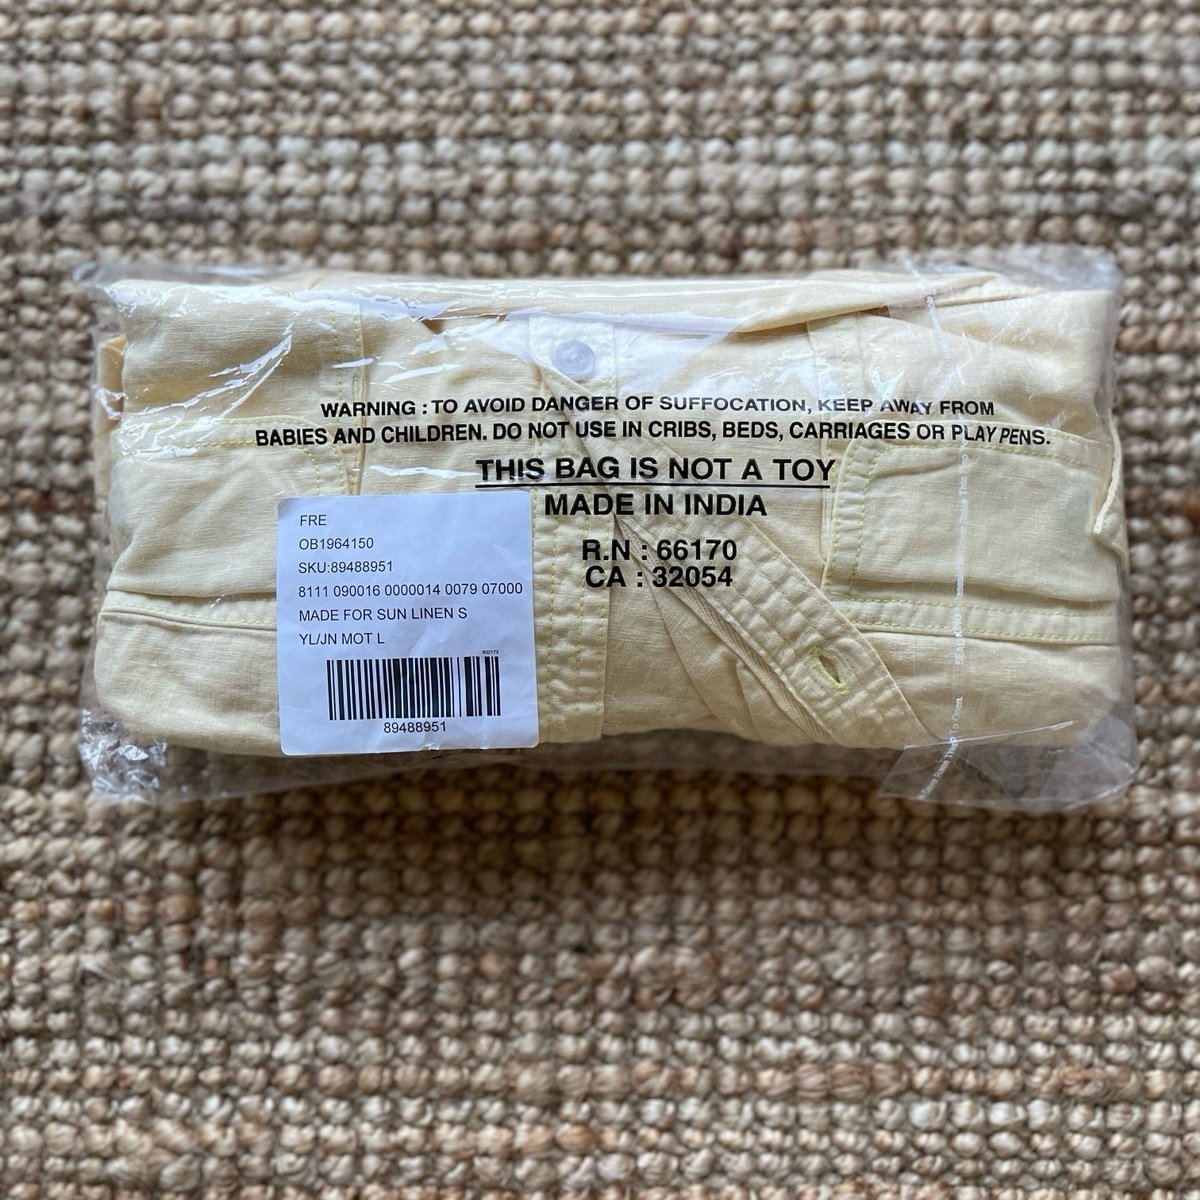 WARNING : TO AVOID DANGER OF SUFFOCATION, KEEP AWAY FROM
BABIES AND CHILDREN. DO NOT USE IN CRIBS, BEDS, CARRIAGES OR PLAY PENS.
THIS BAG IS NOT A TOY
MADE IN INDIA
R.N : 66170
CA : 32054
FRE
OB1964150
SKU:89488951
8111 090016 0000014 0079 07000
MADE FOR SUN LINEN S
YL/JN MOT L
632173
89488951